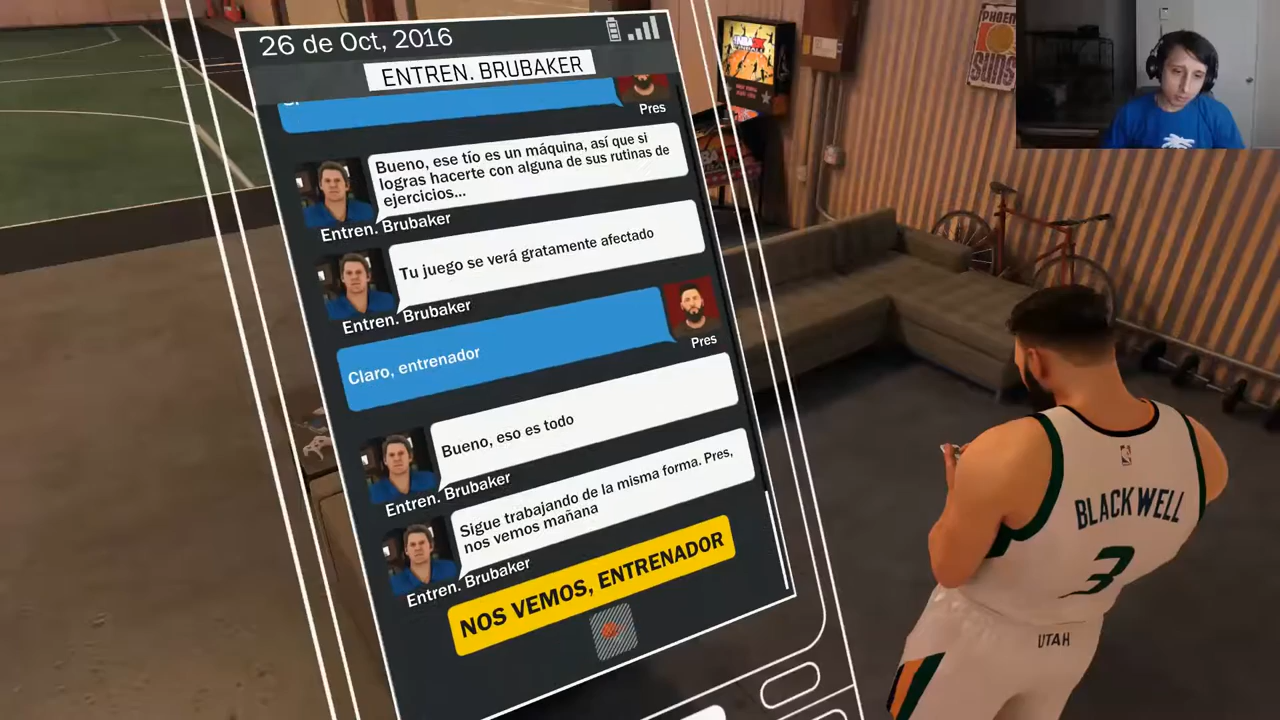 26 de Oct, 2016
ENTREN. BRUBAKER
Pres
Bueno, ese tío es un máquina, así que si
logras hacerte con alguna de sus rutinas de
ejercicios...
Entren. Brubaker
Tu juego se verá gratamente afectado
Entren. Brubaker
Pres
Claro, entrenador
Bueno, eso es todo
Entren. Brubaker
Sigue trabajando de la misma forma. Pres,
nos vemos mañana
Entren. Brubaker
NOS VEMOS, ENTRENADOR
PHOENIX
SUNS
BLACKWELL
3
UTAH